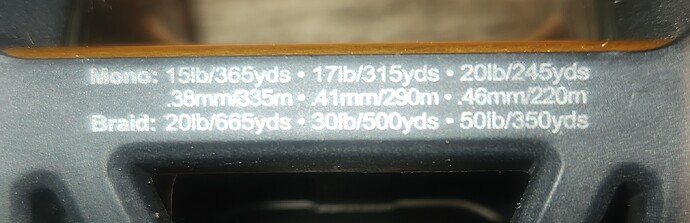 Mono: 15lb/365yds • 17lb/315yds • 20lb/245yds
.38mm/335m • .41mm/290m • .46mm/220m
Braid: 20lb/665yds • 30lb/500yds • 50lb/350yds